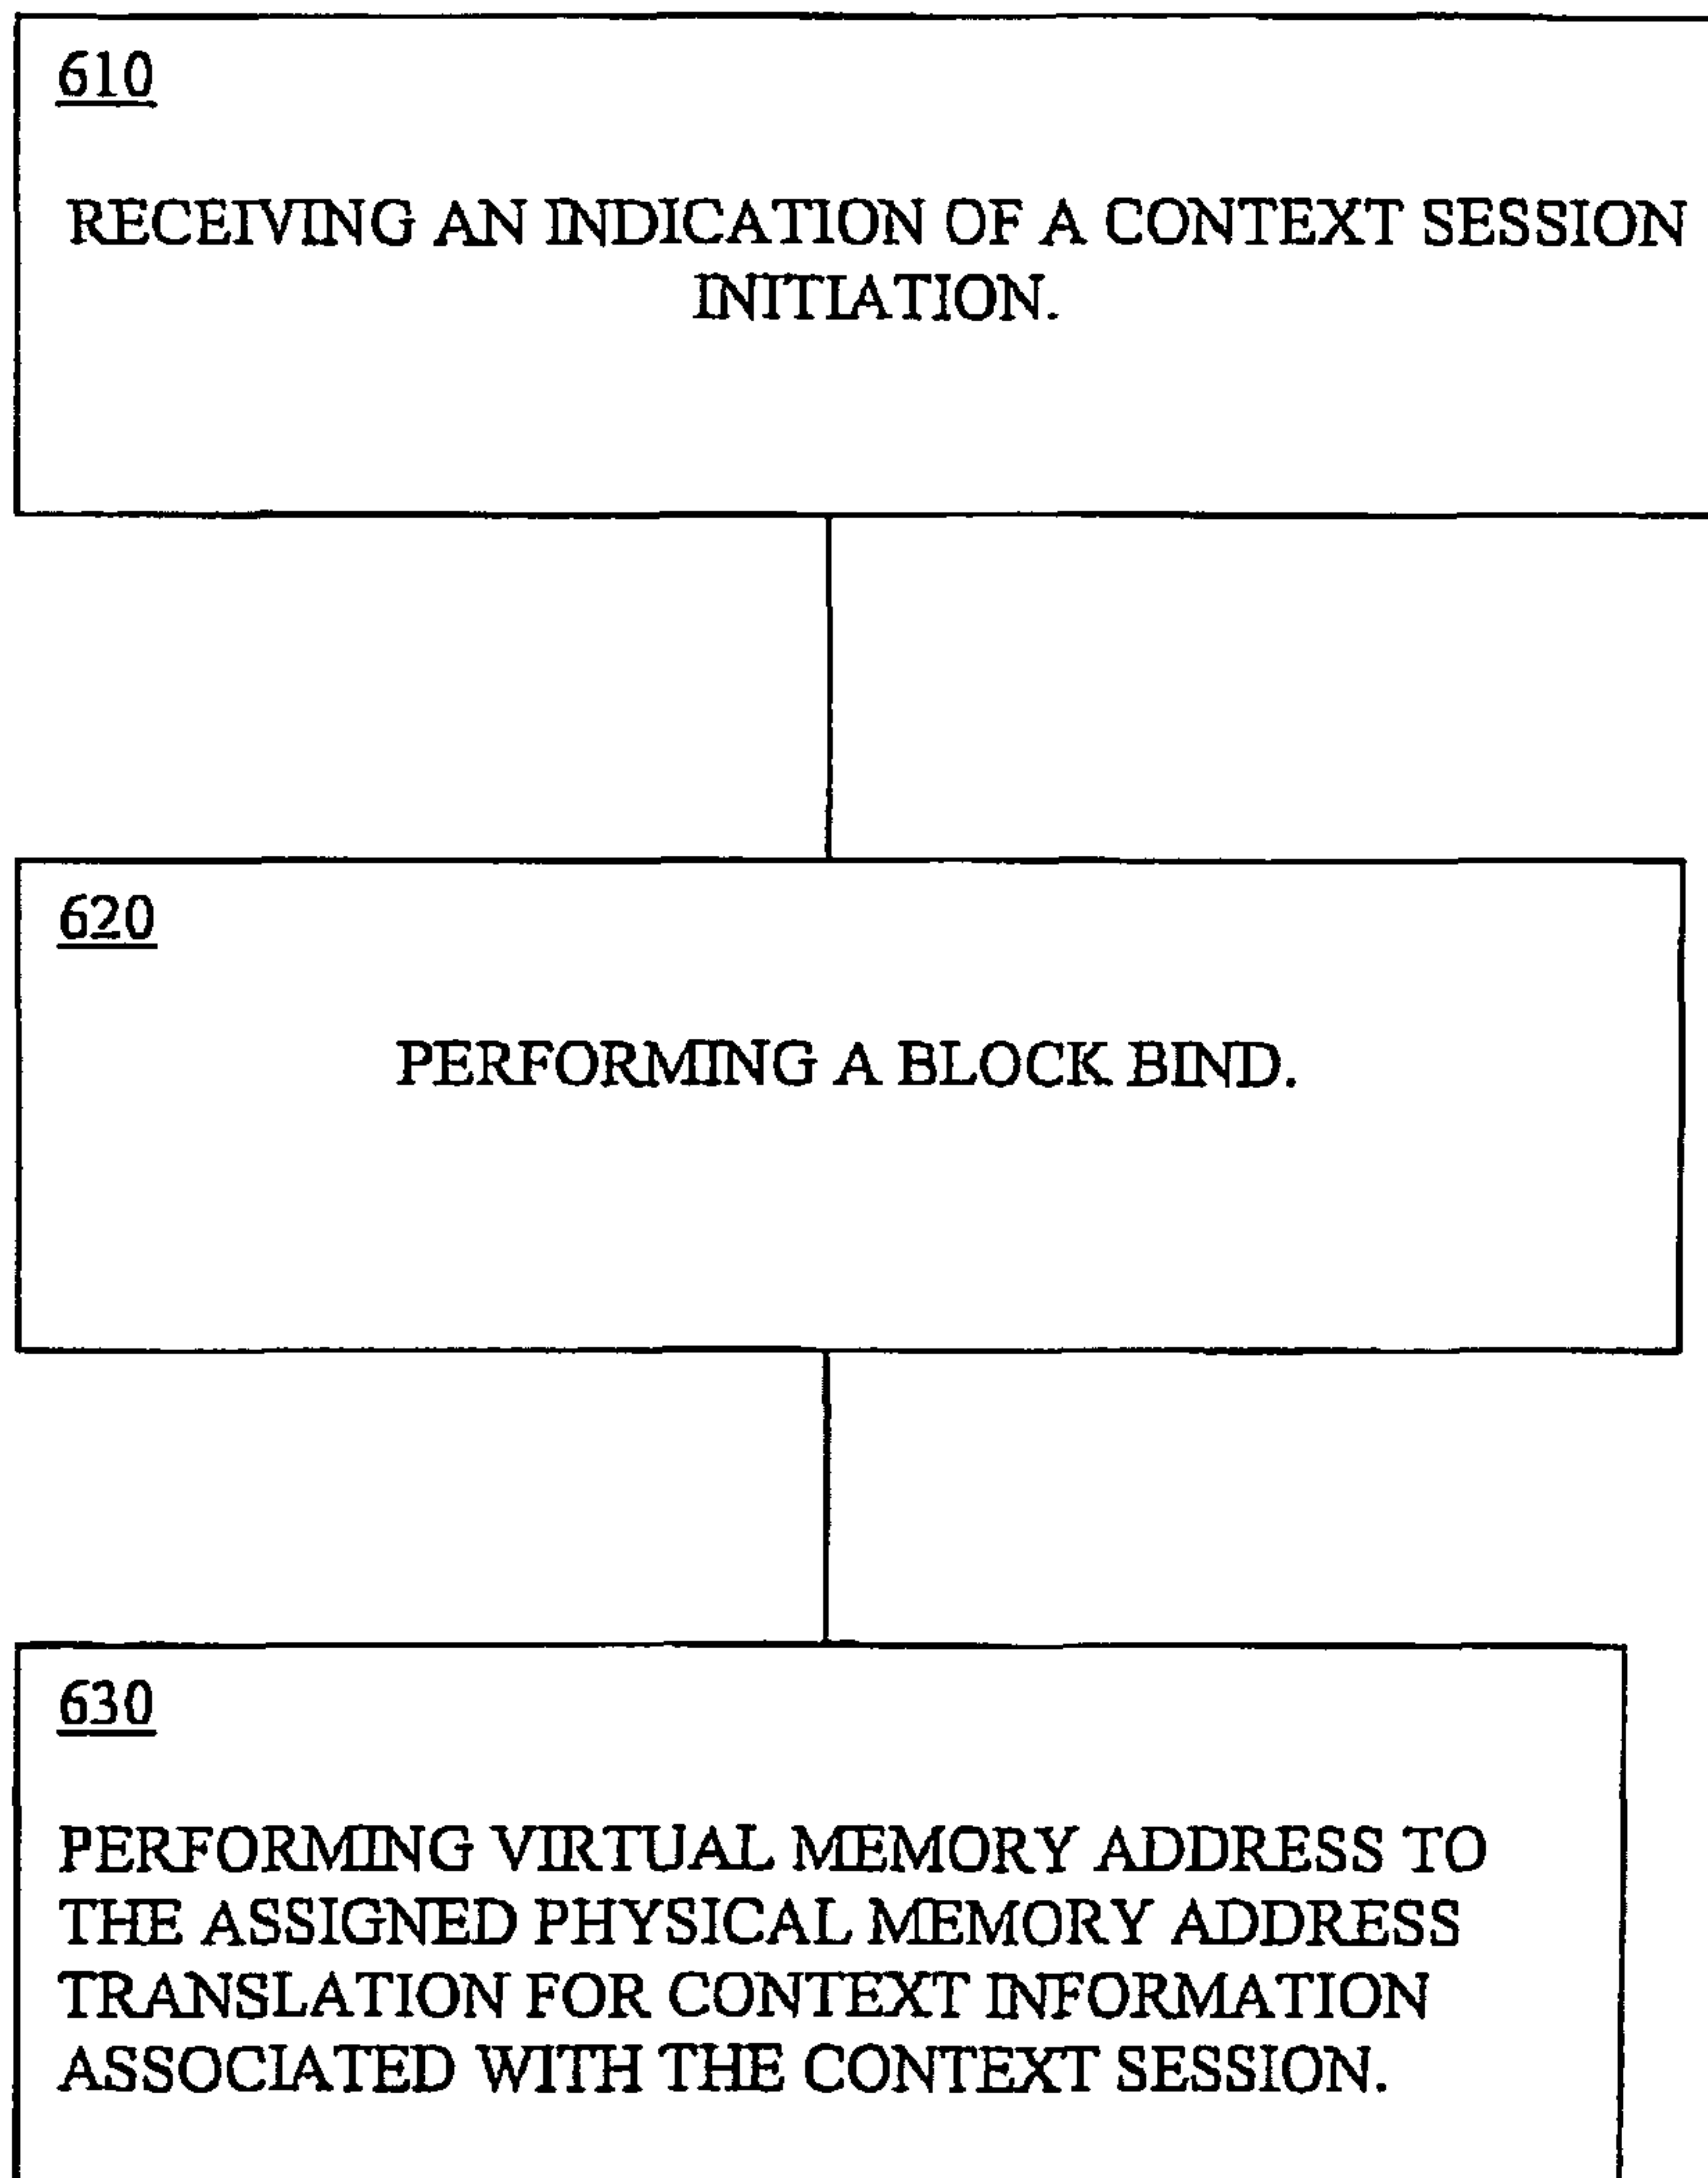 610
RECEIVING AN INDICATION OF A CONTEXT SESSION
INITIATION.
620
PERFORMING A BLOCK BIND.
630
PERFORMING VIRTUAL MEMORY ADDRESS TO
THE ASSIGNED PHYSICAL MEMORY ADDRESS
TRANSLATION FOR CONTEXT INFORMATION
ASSOCIATED WITH THE CONTEXT SESSION.